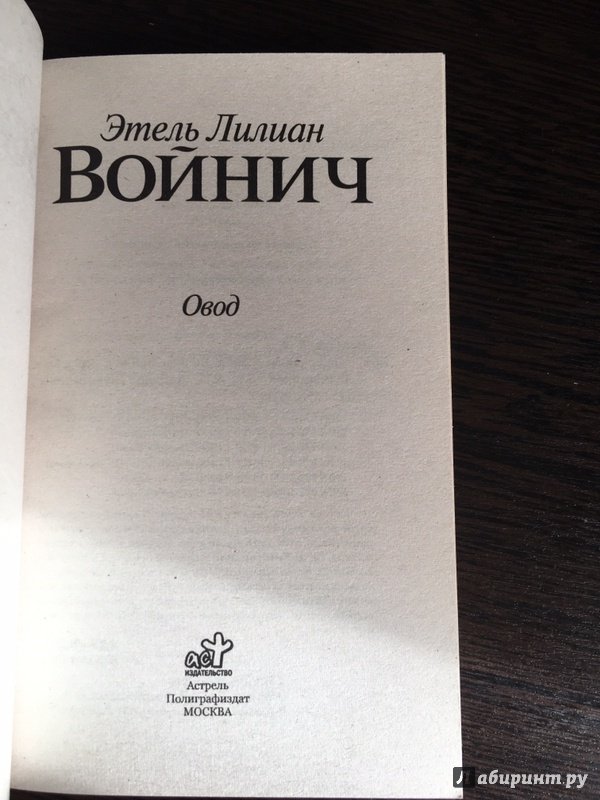 Этель Лилиан
ВОЙНИЧ
Овод
аст
ИЗДАТЕЛЬСТВО
Астрель
Полиграфиздат
МОСКВА
Лабиринт.ру